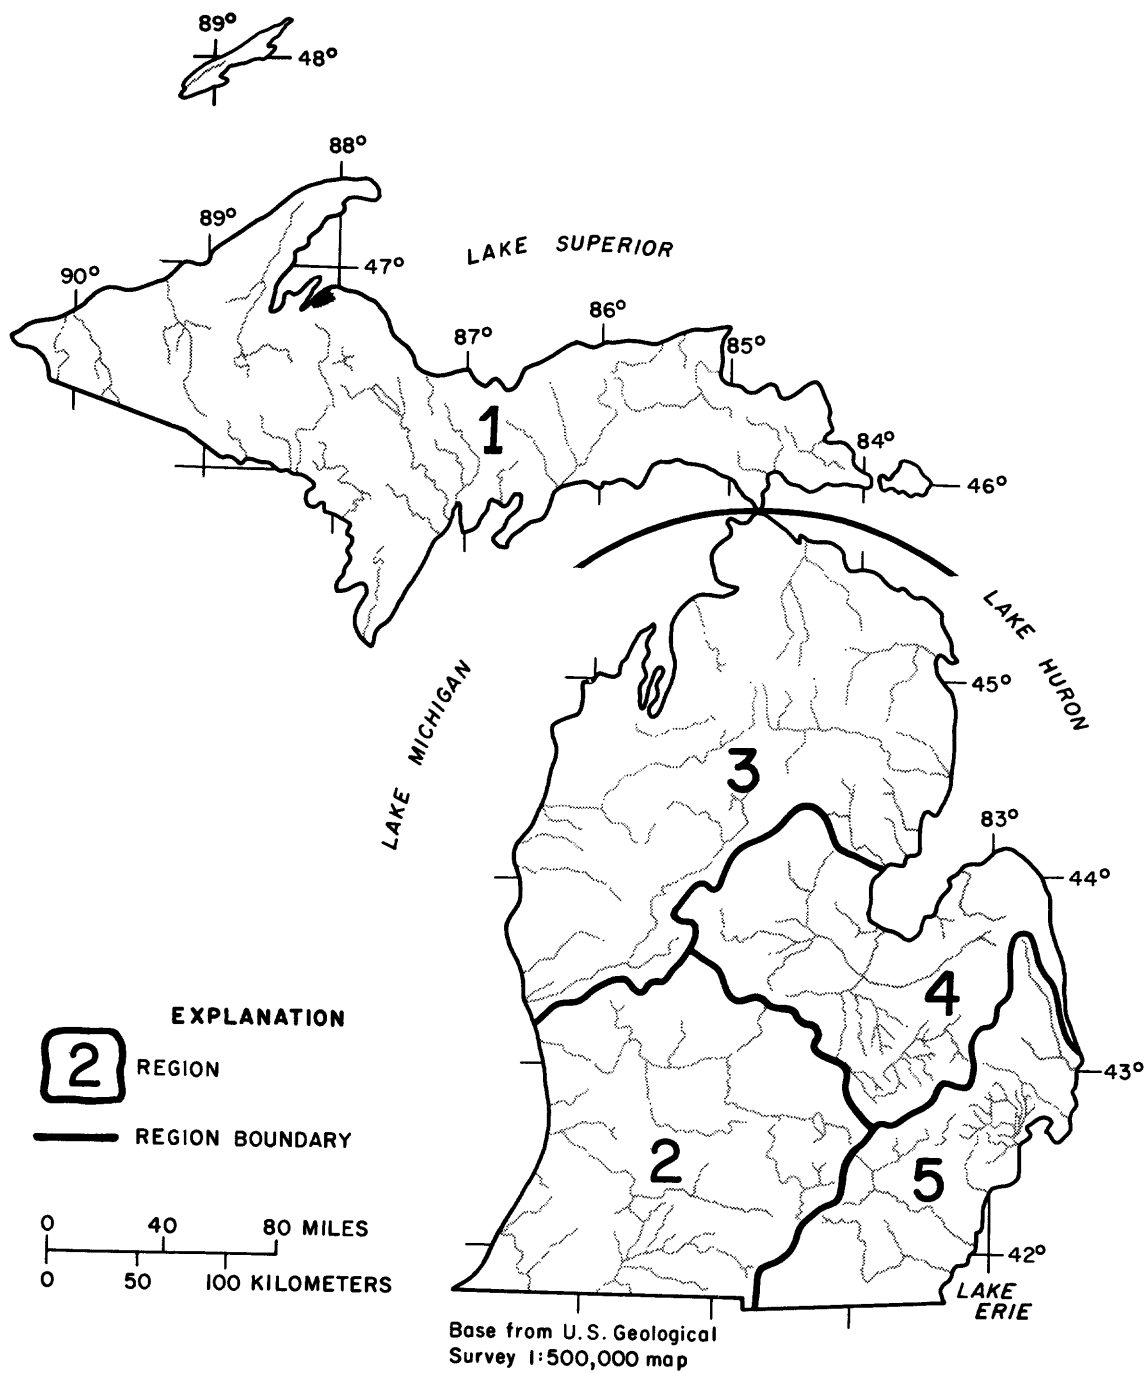 89°
48°
88°
89°
LAKE SUPERIOR
47°
90°
86°
87°
85°
1
84°
46°
LAKE HURON
45°
LAKE MICHIGAN
3
83°
44°
4
EXPLANATION
2 REGION
43°
REGION BOUNDARY
2
5
0 40 80 MILES
0 50 100 KILOMETERS
42°
LAKE
ERIE
Base from U.S. Geological
Survey 1:500,000 map